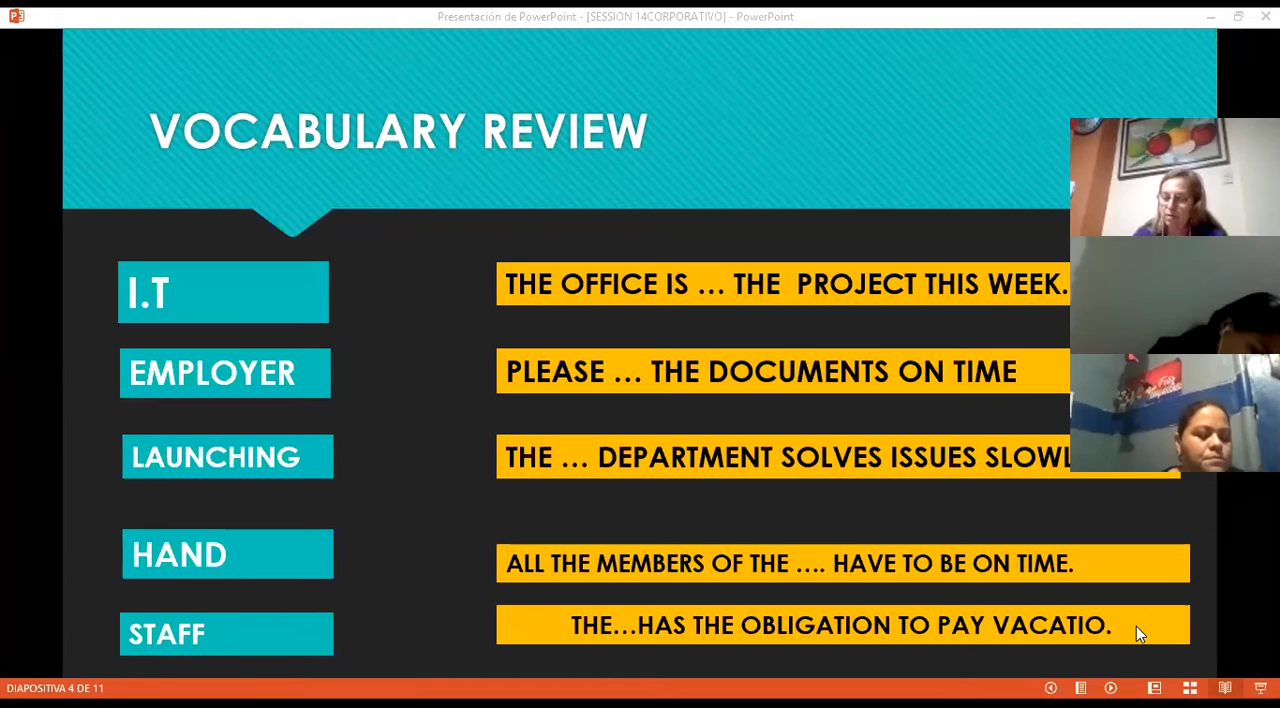 Presentación de PowerPoint - [SESSION 14CORPORATIVO] - PowerPoint
VOCABULARY REVIEW
I.T
THE OFFICE IS … THE PROJECT THIS WEEK.
EMPLOYER
PLEASE … THE DOCUMENTS ON TIME
LAUNCHING
THE … DEPARTMENT SOLVES ISSUES
HAND
ALL THE MEMBERS OF THE …. HAVE TO BE ON TIME.
STAFF
THE…HAS THE OBLIGATION TO PAY VACATIO.
DIAPOSITIVA 4 DE 11